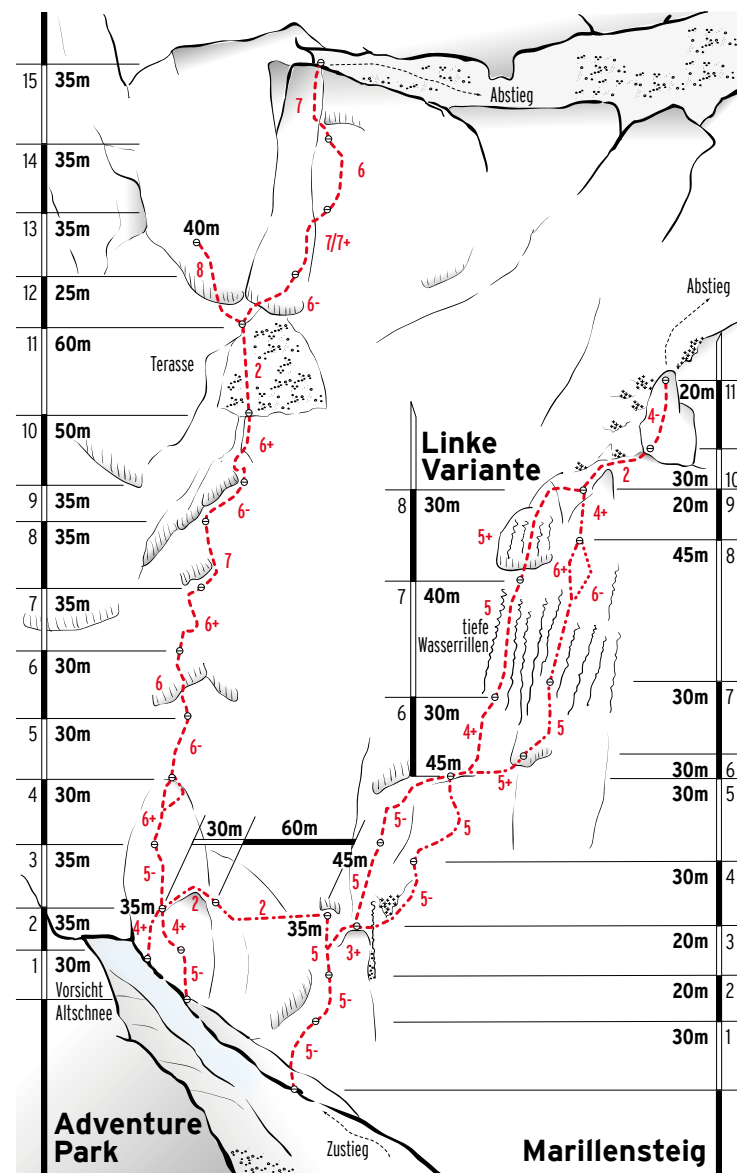 15 35m
7
Abstieg
14 35m
6
13 35m
40m
7/7+
8
12 25m
6-
Abstieg
11 60m
Terasse
2
20m 11
4-
10 50m
6+
Linke
Variante
2
30m 10
9 35m
6-
8 30m
4+
20m 9
8 35m
5+
45m 8
7
6+
6-
7 35m
7 40m
5
tiefe
Wasserrillen
6+
6 30m
6
6 30m
30m 7
5 30m
4+
5
6-
45m
5+
30m 6
4 30m
30m 5
6+
30m
60m
5-
5
3 35m
45m
5-
5
30m 4
5-
2 35m
35m
2
2
35m
4+
4+
5
3+
20m 3
1 30m
5-
5-
20m 2
Vorsicht
Altschnee
5-
30m 1
Adventure
Park
Zustieg
Marillensteig